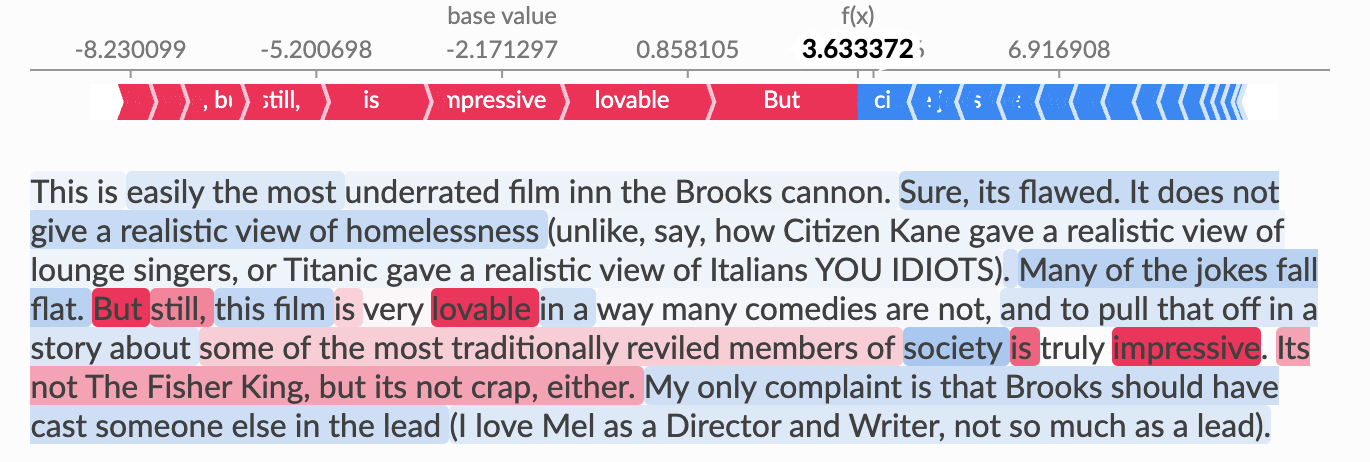 base value f(x)
-8.230099 -5.200698 -2.171297 0.858105 3.633372 6.916908
still, is mpressive lovable But ci
This is easily the most underrated film inn the Brooks cannon. Sure, its flawed. It does not
give a realistic view of homelessness (unlike, say, how Citizen Kane gave a realistic view of
lounge singers, or Titanic gave a realistic view of Italians YOU IDIOTS). Many of the jokes fall
flat. But still, this film is very lovable in a way many comedies are not, and to pull that off in a
story about some of the most traditionally reviled members of society is truly impressive. Its
not The Fisher King, but its not crap, either. My only complaint is that Brooks should have
cast someone else in the lead (I love Mel as a Director and Writer, not so much as a lead).